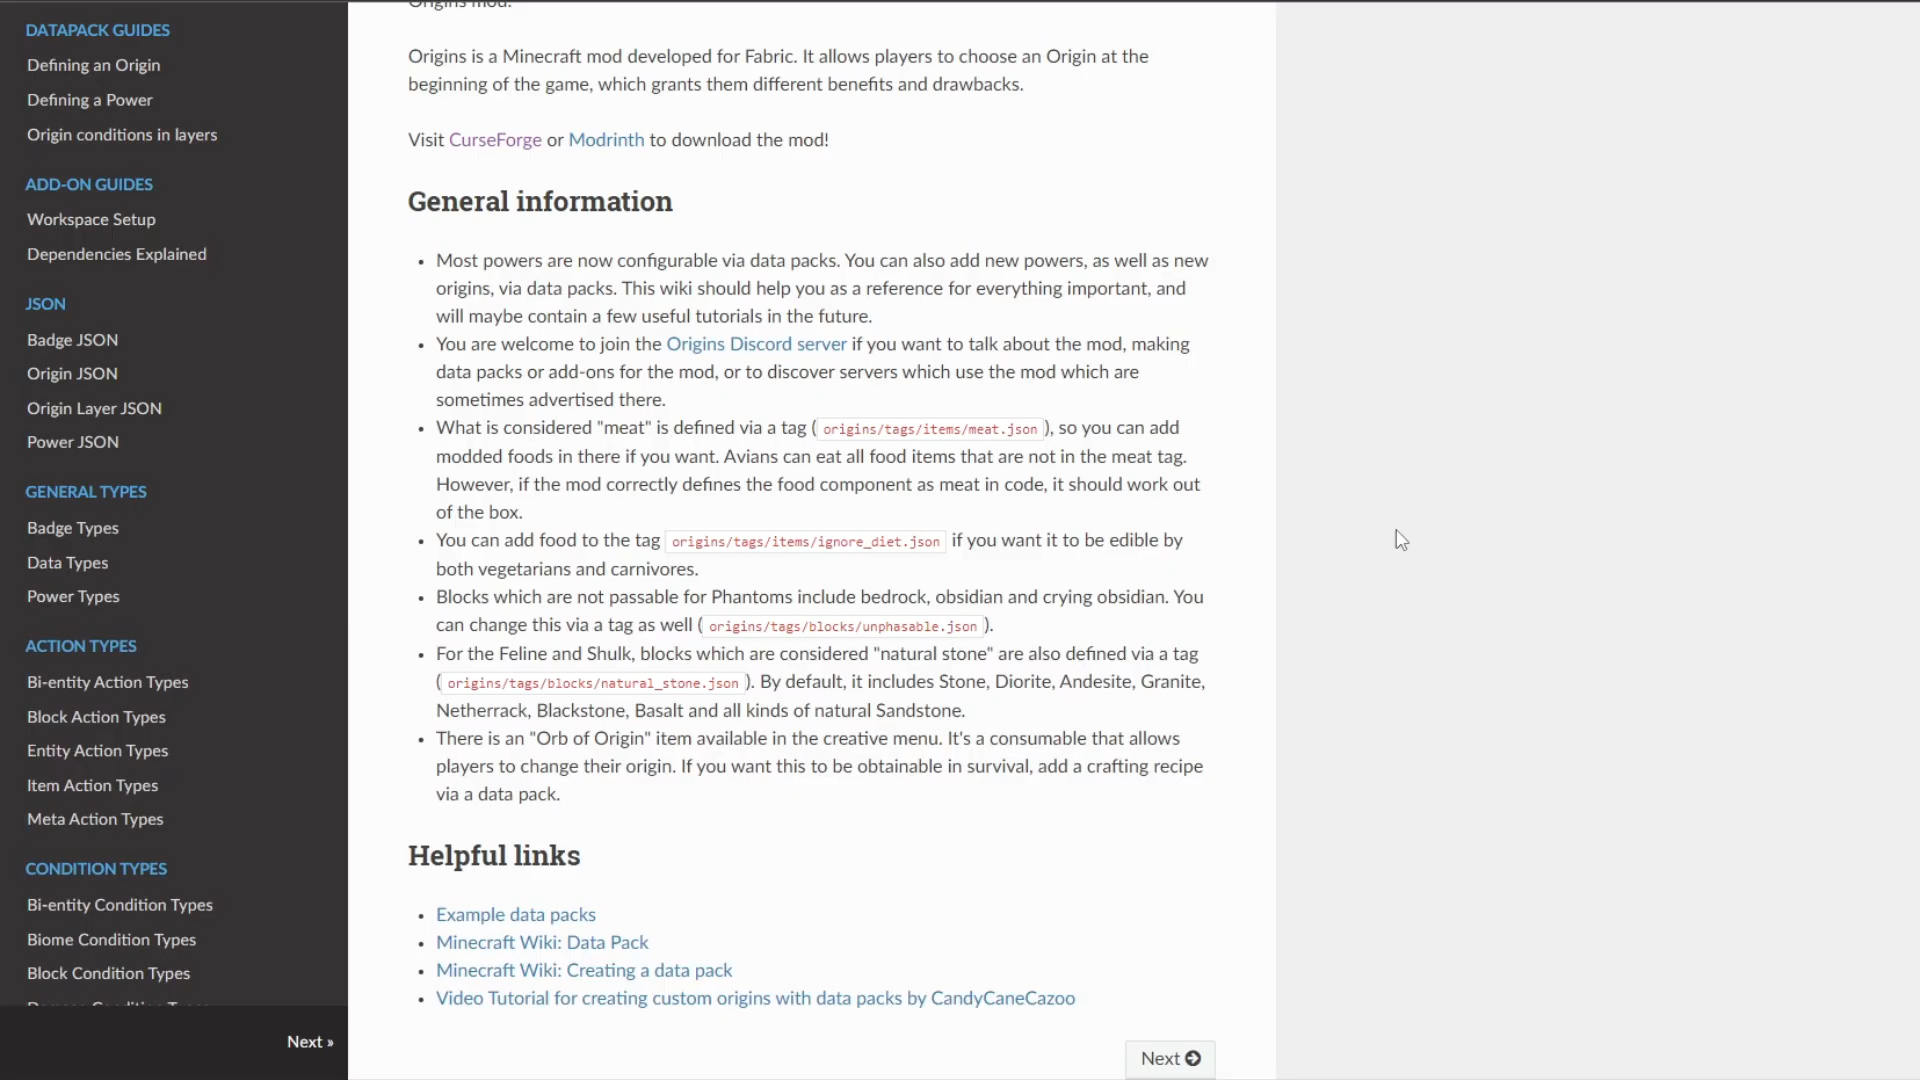 DATAPACK GUIDES
Defining an Origin
Defining a Power
Origin conditions in layers
ADD-ON GUIDES
Workspace Setup
Dependencies Explained
JSON
Badge JSON
Origin JSON
Origin Layer JSON
Power JSON
GENERAL TYPES
Badge Types
Data Types
Power Types
ACTION TYPES
Bi-entity Action Types
Block Action Types
Entity Action Types
Item Action Types
Meta Action Types
CONDITION TYPES
Bi-entity Condition Types
Biome Condition Types
Block Condition Types
Next »
Origins mod.
Origins is a Minecraft mod developed for Fabric. It allows players to choose an Origin at the
beginning of the game, which grants them different benefits and drawbacks.
Visit CurseForge or Modrinth to download the mod!
General information
• Most powers are now configurable via data packs. You can also add new powers, as well as new
origins, via data packs. This wiki should help you as a reference for everything important, and
will maybe contain a few useful tutorials in the future.
• You are welcome to join the Origins Discord server if you want to talk about the mod, making
data packs or add-ons for the mod, or to discover servers which use the mod which are
sometimes advertised there.
• What is considered "meat" is defined via a tag ( origins/tags/items/meat.json ), so you can add
modded foods in there if you want. Avians can eat all food items that are not in the meat tag.
However, if the mod correctly defines the food component as meat in code, it should work out
of the box.
• You can add food to the tag origins/tags/items/ignore_diet.json if you want it to be edible by
both vegetarians and carnivores.
• Blocks which are not passable for Phantoms include bedrock, obsidian and crying obsidian. You
can change this via a tag as well ( origins/tags/blocks/unphasable.json ).
• For the Feline and Shulk, blocks which are considered "natural stone" are also defined via a tag
( origins/tags/blocks/natural_stone.json ). By default, it includes Stone, Diorite, Andesite, Granite,
Netherrack, Blackstone, Basalt and all kinds of natural Sandstone.
• There is an "Orb of Origin" item available in the creative menu. It's a consumable that allows
players to change their origin. If you want this to be obtainable in survival, add a crafting recipe
via a data pack.
Helpful links
• Example data packs
• Minecraft Wiki: Data Pack
• Minecraft Wiki: Creating a data pack
• Video Tutorial for creating custom origins with data packs by CandyCaneCazoo
Next